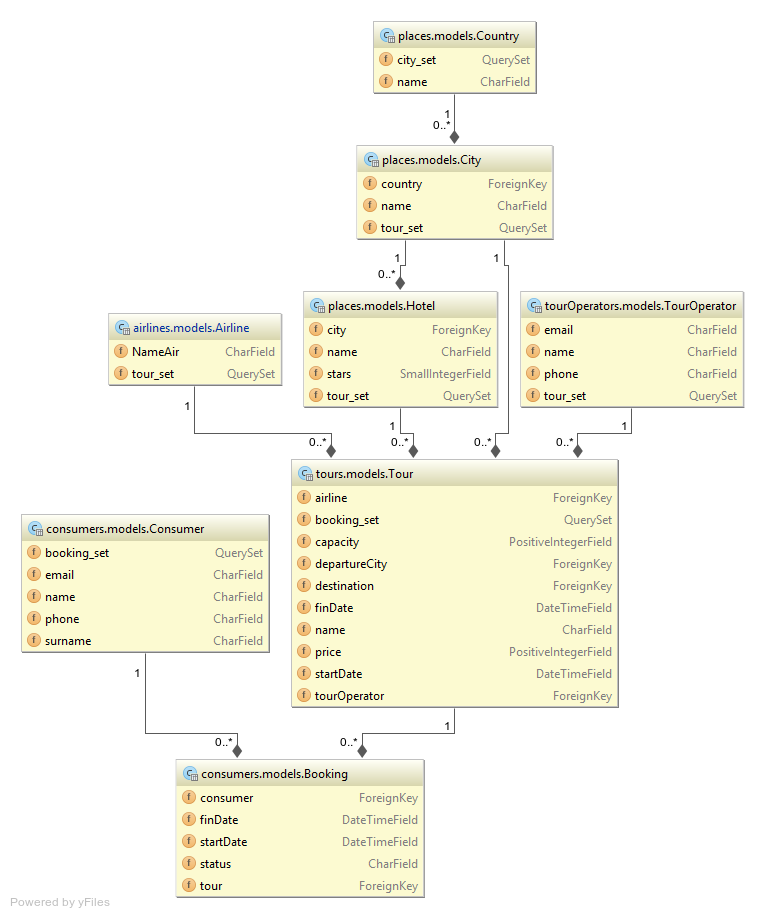 places.models.Country
city_set QuerySet
name CharField
1
0..*
places.models.City
country ForeignKey
name CharField
tour_set QuerySet
1
1
0..*
places.models.Hotel
city ForeignKey
name CharField
stars SmallIntegerField
tour_set QuerySet
tourOperators.models.TourOperator
email CharField
name CharField
phone CharField
tour_set QuerySet
airlines.models.Airline
NameAir CharField
tour_set QuerySet
1
1
1
0..*
0..*
0..*
0..*
tours.models.Tour
airline ForeignKey
booking_set QuerySet
capacity PositiveIntegerField
departureCity ForeignKey
destination ForeignKey
finDate DateTimeField
name CharField
price PositiveIntegerField
startDate DateTimeField
tourOperator ForeignKey
consumers.models.Consumer
booking_set QuerySet
email CharField
name CharField
phone CharField
surname CharField
1
1
0..*
0..*
consumers.models.Booking
consumer ForeignKey
finDate DateTimeField
startDate DateTimeField
status CharField
tour ForeignKey
Powered by yFiles